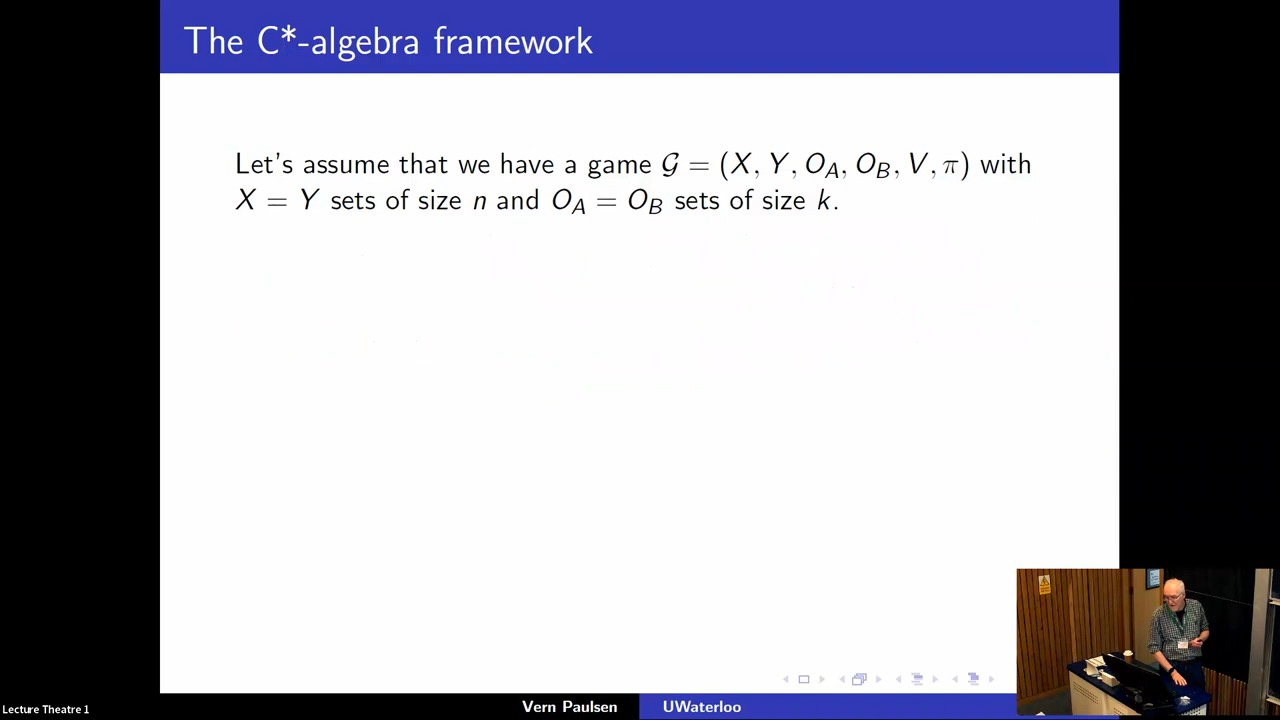 The C*-algebra framework
Let's assume that we have a game 𝒢 = (X, Y, O_A, O_B, V, π) with
X = Y sets of size n and O_A = O_B sets of size k.
Vern Paulsen
UWaterloo
Lecture Theatre 1